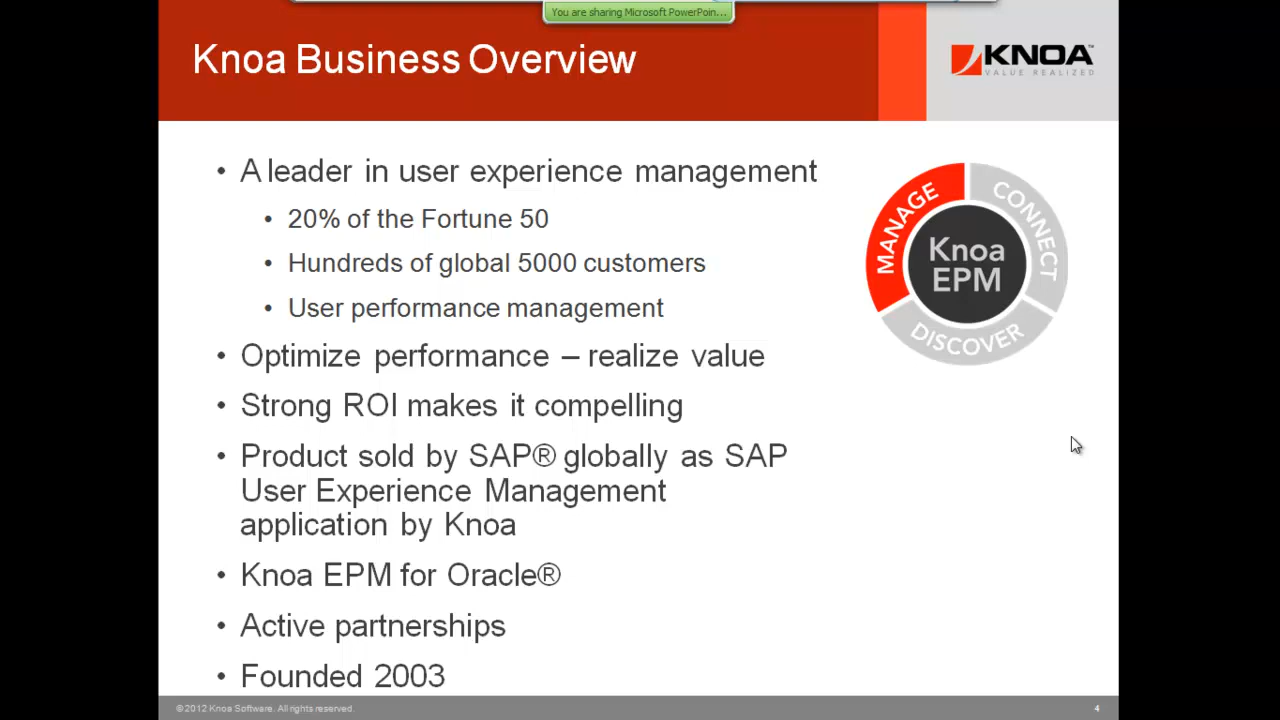 You are sharing Microsoft PowerPoin...
Knoa Business Overview
KNOA™
VALUE REALIZED
• A leader in user experience management
• 20% of the Fortune 50
• Hundreds of global 5000 customers
• User performance management
• Optimize performance – realize value
• Strong ROI makes it compelling
• Product sold by SAP® globally as SAP
User Experience Management
application by Knoa
• Knoa EPM for Oracle®
• Active partnerships
• Founded 2003
MANAGE
CONNECT
DISCOVER
Knoa
EPM
©2012 Knoa Software. All rights reserved.
4